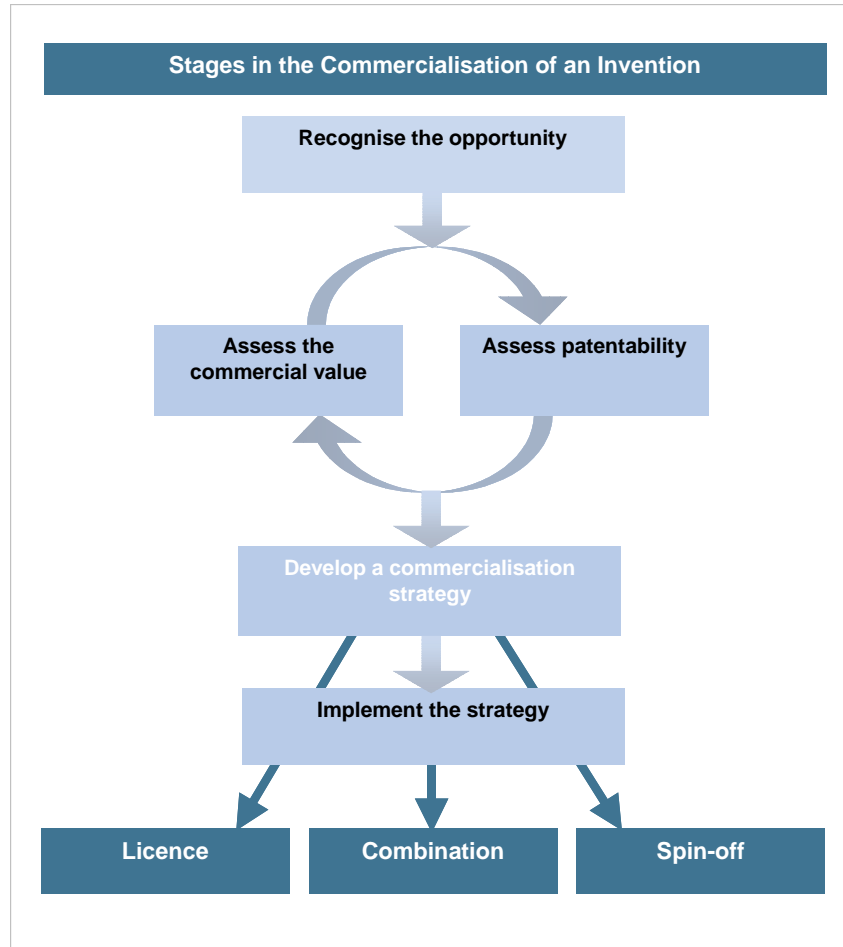 Stages in the Commercialisation of an Invention
Recognise the opportunity
Assess the
commercial value
Assess patentability
Develop a commercialisation
strategy
Implement the strategy
Licence
Combination
Spin-off